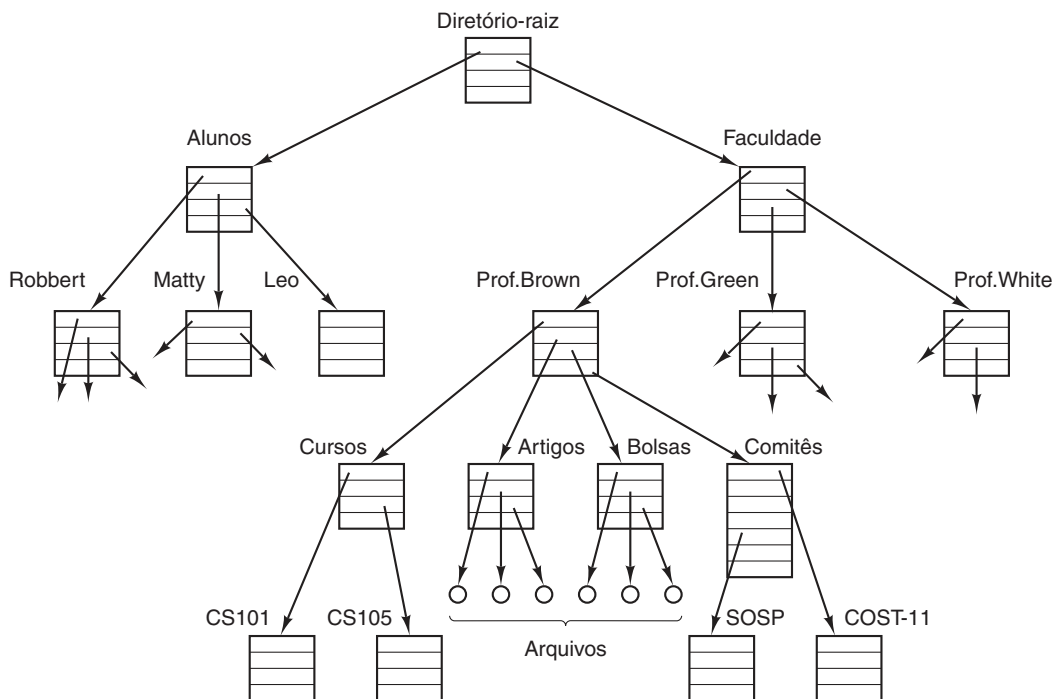 Diretório-raiz
Alunos
Faculdade
Robbert
Matty
Leo
Prof.Brown
Prof.Green
Prof.White
Cursos
Artigos
Bolsas
Comitês
CS101
CS105
SOSP
COST-11
Arquivos